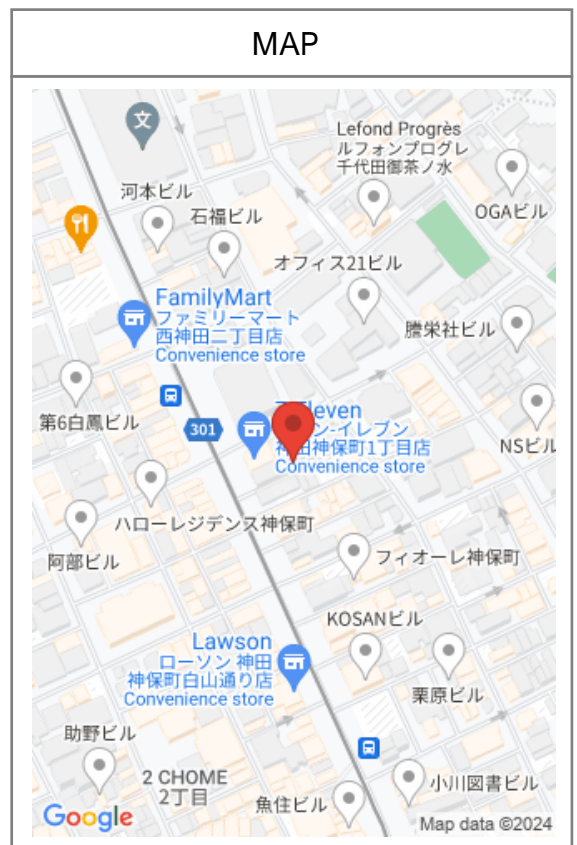 MAP
文
Lefond Progrès
ルフォンプログレ
千代田御茶ノ水
河本ビル
石福ビル
OGAビル
オフィス21ビル
FamilyMart
ファミリーマート
西神田二丁目店
Convenience store
謄栄社ビル
第6白鳳ビル
301
神田神保町1丁目店
Convenience store
NSビル
ハローレジデンス神保町
阿部ビル
フィオーレ神保町
KOSANビル
Lawson
ローソン 神田
神保町白山通り店
Convenience store
栗原ビル
助野ビル
2 CHOME
2丁目
小川図書ビル
魚住ビル
Google
Map data ©2024